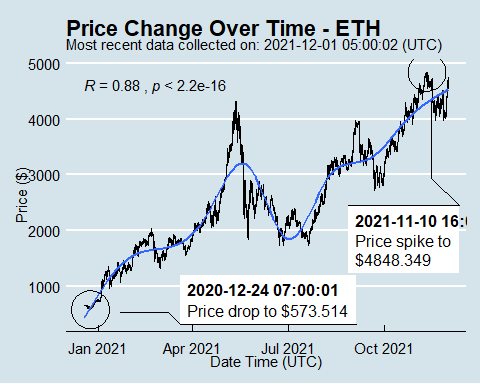 Price Change Over Time - ETH
Most recent data collected on: 2021-12-01 05:00:02 (UTC)
R = 0.88 , p < 2.2e-16
5000
4000
3000
2000
1000
Price ($)
2021-11-10 16:
Price spike to
$4848.349
2020-12-24 07:00:01
Price drop to $573.514
Jan 2021
Apr 2021
Jul 2021
Oct 2021
Date Time (UTC)